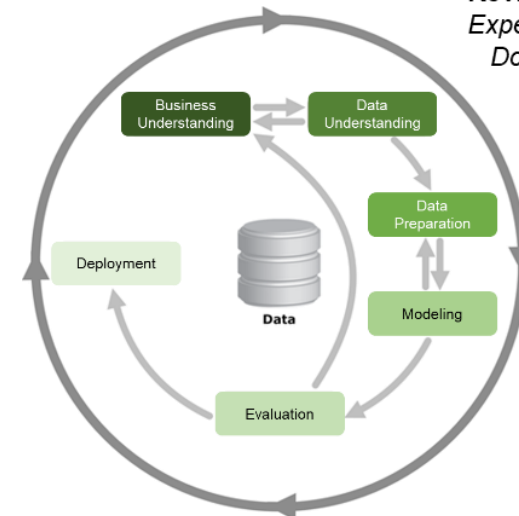 Business
Understanding
Data
Understanding
Data
Preparation
Deployment
Data
Modeling
Evaluation